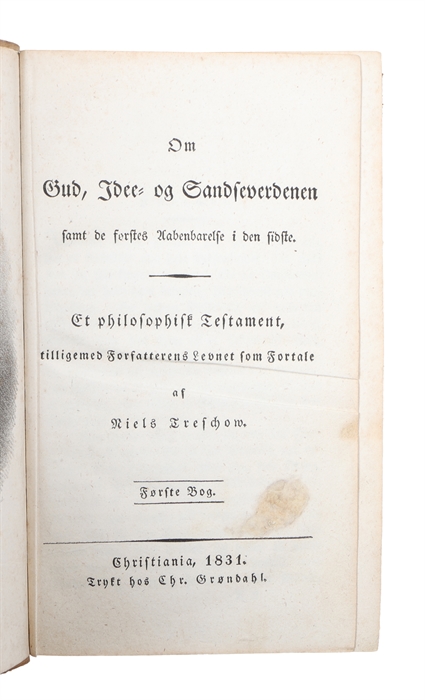 Om
Gud, Idee- og Sandseverdenen
samt de førstes Aabenbarelse i den sidste.
Et philosophisk Testament,
tilligemed Forfatterens Levnet som Fortale
af
Niels Treschow.
Første Bog.
Christiania, 1831.
Trykt hos Chr. Grøndahl.